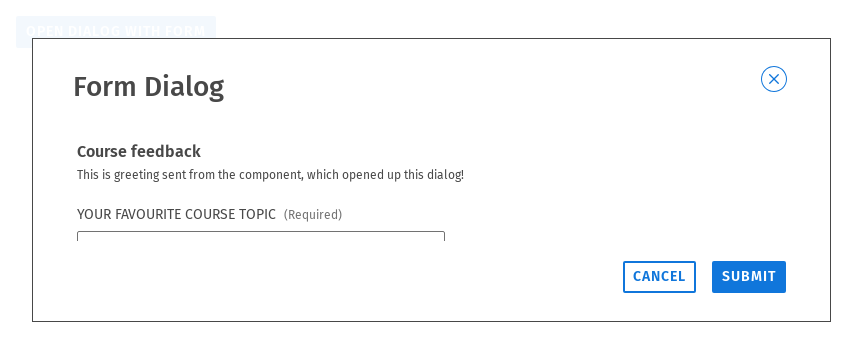 OPEN DIALOG WITH FORM
Form Dialog
Course feedback
This is greeting sent from the component, which opened up this dialog!
YOUR FAVOURITE COURSE TOPIC (Required)
CANCEL SUBMIT